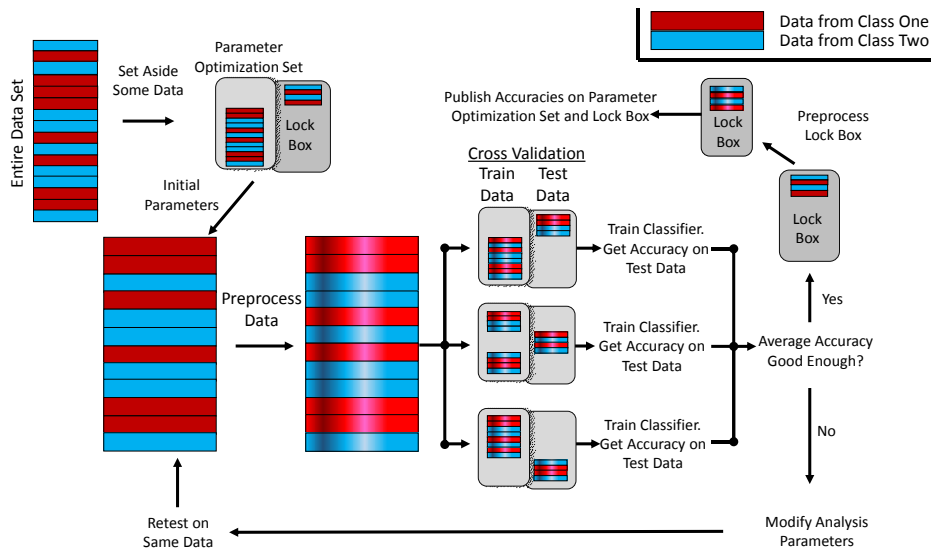 Data from Class One
Data from Class Two
Entire Data Set
Set Aside
Some Data
Parameter
Optimization Set
Lock
Box
Initial
Parameters
Preprocess
Data
Cross Validation
Train
Data
Test
Data
Train Classifier.
Get Accuracy on
Test Data
Train Classifier.
Get Accuracy on
Test Data
Train Classifier.
Get Accuracy on
Test Data
Average Accuracy
Good Enough?
Yes
Lock
Box
Preprocess
Lock Box
Lock
Box
Publish Accuracies on Parameter
Optimization Set and Lock Box
No
Modify Analysis
Parameters
Retest on
Same Data